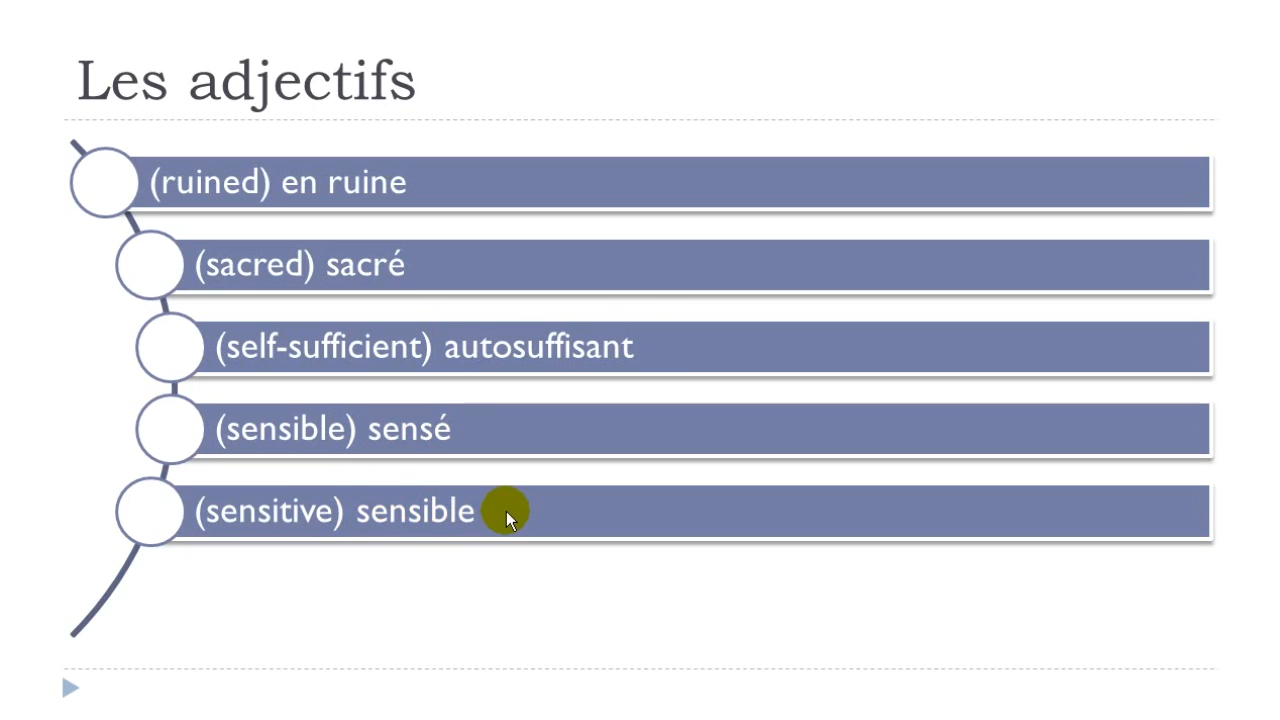 Les adjectifs
(ruined) en ruine
(sacred) sacré
(self-sufficient) autosuffisant
(sensible) sensé
(sensitive) sensible